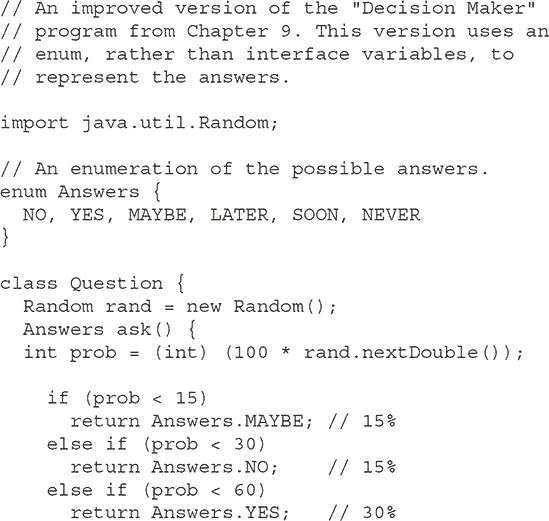 // An improved version of the "Decision Maker"
// program from Chapter 9. This version uses an
// enum, rather than interface variables, to
// represent the answers.
import java.util.Random;
// An enumeration of the possible answers.
enum Answers {
  NO, YES, MAYBE, LATER, SOON, NEVER
}
class Question {
  Random rand = new Random();
  Answers ask() {
  int prob = (int) (100 * rand.nextDouble());
    if (prob < 15)
      return Answers.MAYBE; // 15%
    else if (prob < 30)
      return Answers.NO;    // 15%
    else if (prob < 60)
      return Answers.YES;   // 30%